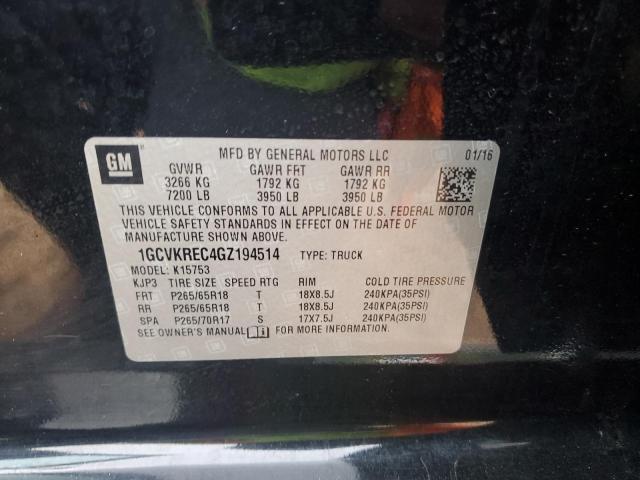 GM
MFD BY GENERAL MOTORS LLC 01/16
GVWR GAWR FRT GAWR RR
3266 KG 1792 KG 1792 KG
7200 LB 3950 LB 3950 LB
THIS VEHICLE CONFORMS TO ALL APPLICABLE U.S. FEDERAL MOTOR
VEHICLE SAFETY STANDARDS IN EFFECT ON THE DATE OF
MANUFACTURE SHOWN ABOVE.
1GCVKREC4GZ194514 TYPE: TRUCK
MODEL: K15753
KJP3 TIRE SIZE SPEED RTG RIM COLD TIRE PRESSURE
FRT P265/65R18 T 18X8.5J 240KPA(35PSI)
RR P265/65R18 T 18X8.5J 240KPA(35PSI)
SPA P265/70R17 S 17X7.5J 240KPA(35PSI)
SEE OWNER'S MANUAL FOR MORE INFORMATION.